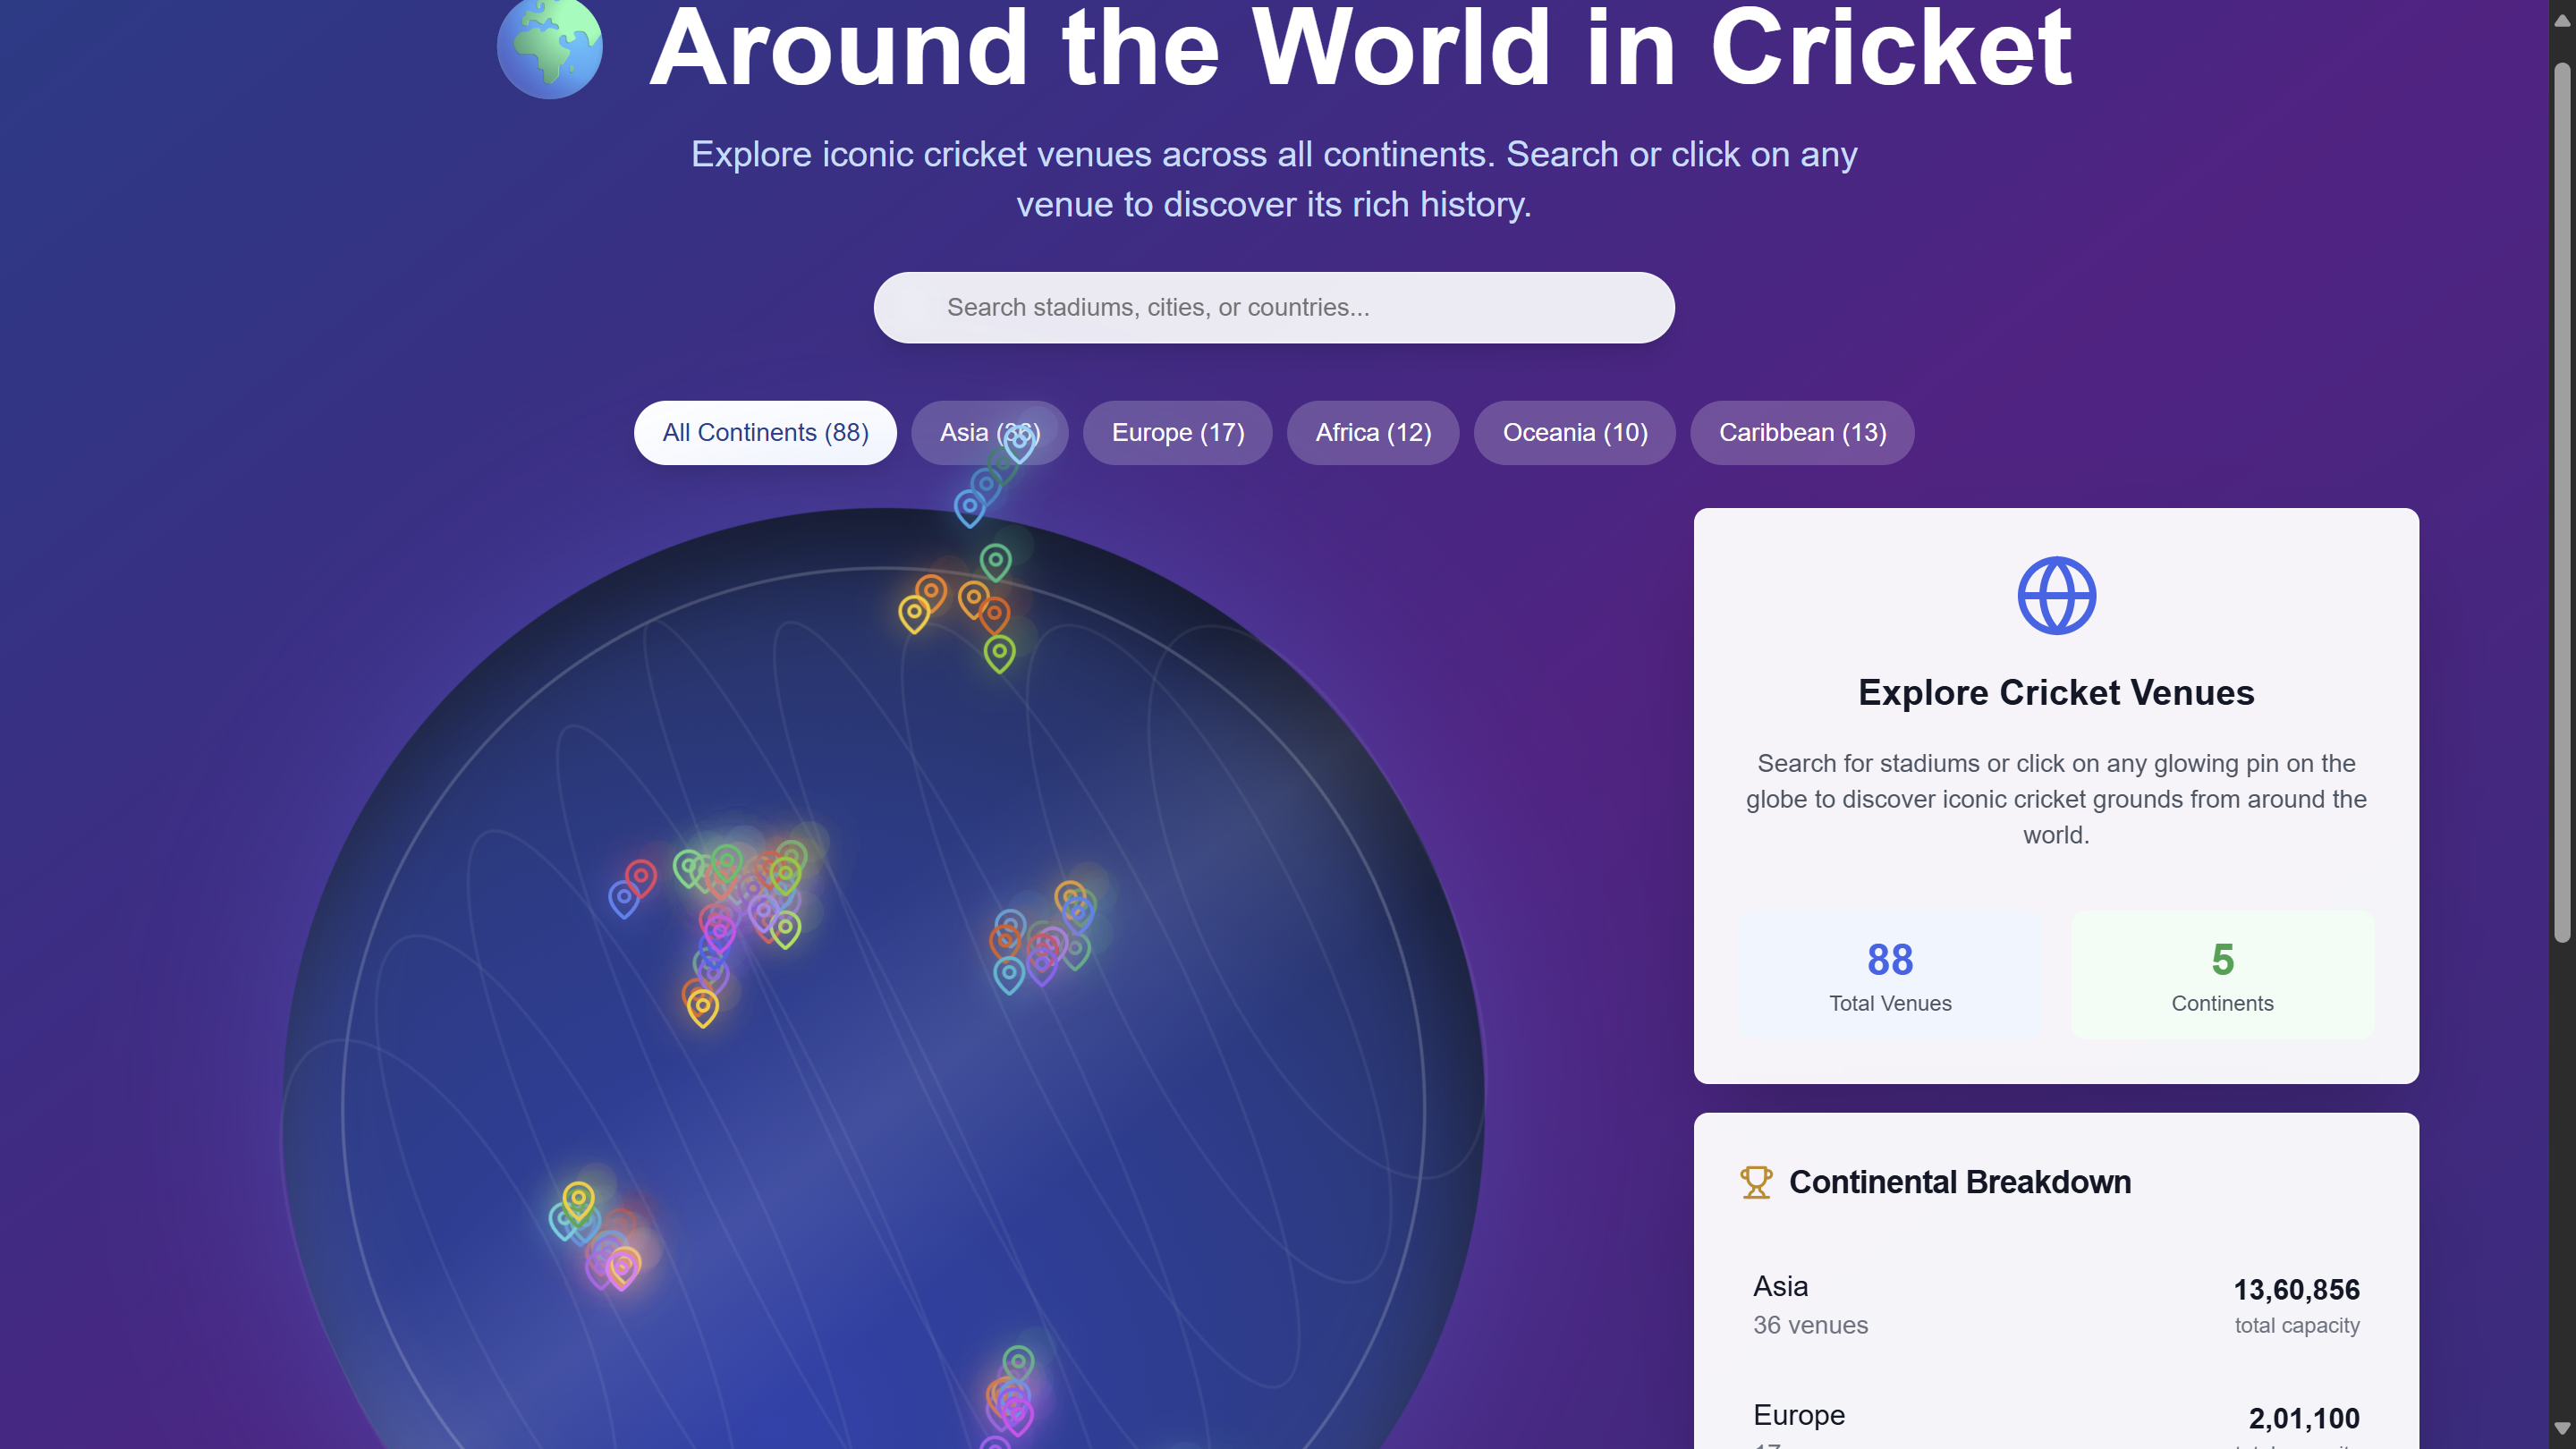 Around the World in Cricket
Explore iconic cricket venues across all continents. Search or click on any
venue to discover its rich history.
Search stadiums, cities, or countries...
All Continents (88)
Asia (36)
Europe (17)
Africa (12)
Oceania (10)
Caribbean (13)
Explore Cricket Venues
Search for stadiums or click on any glowing pin on the
globe to discover iconic cricket grounds from around the
world.
88
Total Venues
5
Continents
Continental Breakdown
Asia
13,60,856
36 venues
total capacity
Europe
2,01,100